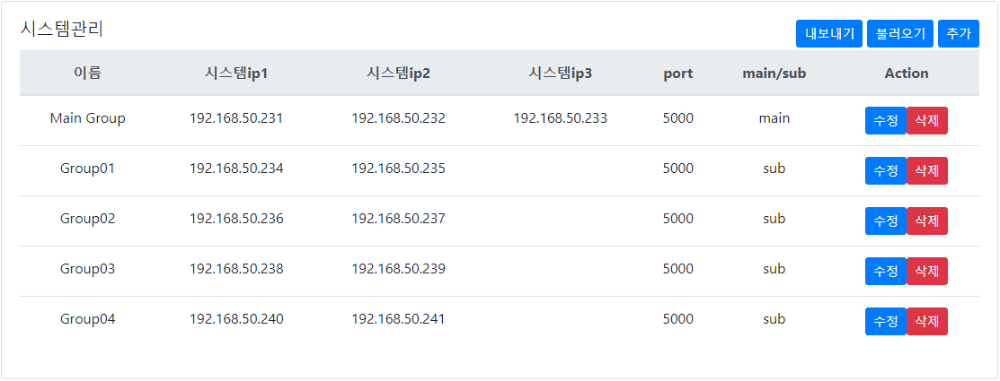 시스템관리 내보내기 불러오기 추가
이름 시스템ip1 시스템ip2 시스템ip3 port main/sub Action
Main Group 192.168.50.231 192.168.50.232 192.168.50.233 5000 main 수정 삭제
Group01 192.168.50.234 192.168.50.235 5000 sub 수정 삭제
Group02 192.168.50.236 192.168.50.237 5000 sub 수정 삭제
Group03 192.168.50.238 192.168.50.239 5000 sub 수정 삭제
Group04 192.168.50.240 192.168.50.241 5000 sub 수정 삭제